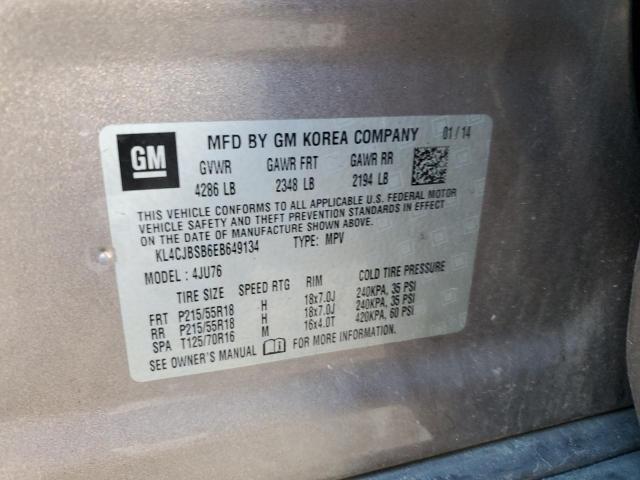 GM MFD BY GM KOREA COMPANY 01/14
GVWR GAWR FRT GAWR RR
4286 LB 2348 LB 2194 LB
THIS VEHICLE CONFORMS TO ALL APPLICABLE U.S. FEDERAL MOTOR
VEHICLE SAFETY AND THEFT PREVENTION STANDARDS IN EFFECT
ON THE DATE OF MANUFACTURE SHOWN ABOVE.
KL4CJBSB6EB649134 TYPE: MPV
MODEL : 4JU76
TIRE SIZE SPEED RTG RIM COLD TIRE PRESSURE
FRT P215/55R18 H 18x7.0J 240KPA, 35 PSI
RR P215/55R18 H 18x7.0J 240KPA, 35 PSI
SPA T125/70R16 M 16x4.0T 420KPA, 60 PSI
SEE OWNER'S MANUAL FOR MORE INFORMATION.